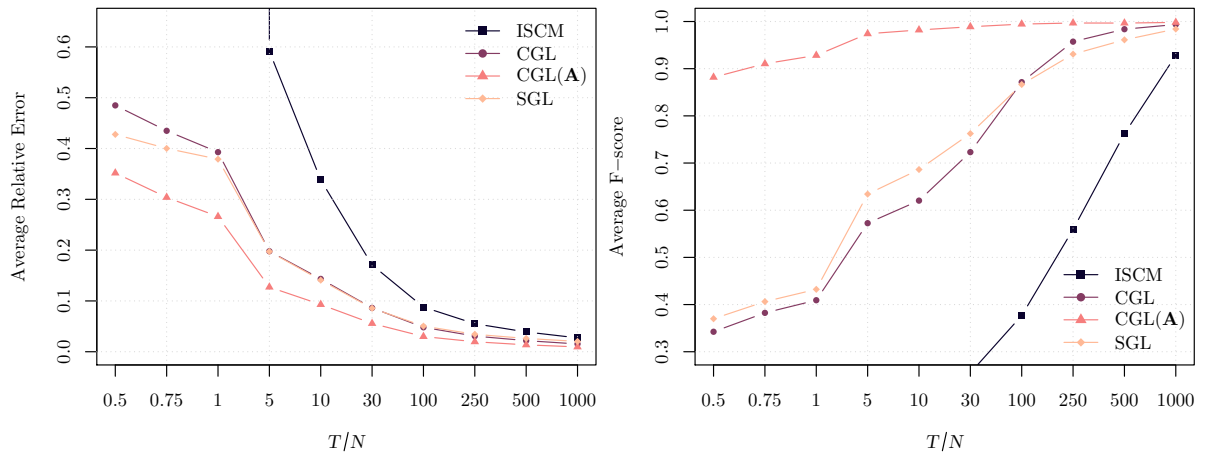 0.6
0.5
0.4
0.3
0.2
0.1
0.0
Average Relative Error
ISCM
CGL
CGL(A)
SGL
0.5 0.75 1 5 10 30 100 250 500 1000
T/N
1.0
0.9
0.8
0.7
0.6
0.5
0.4
0.3
Average F−score
ISCM
CGL
CGL(A)
SGL
0.5 0.75 1 5 10 30 100 250 500 1000
T/N